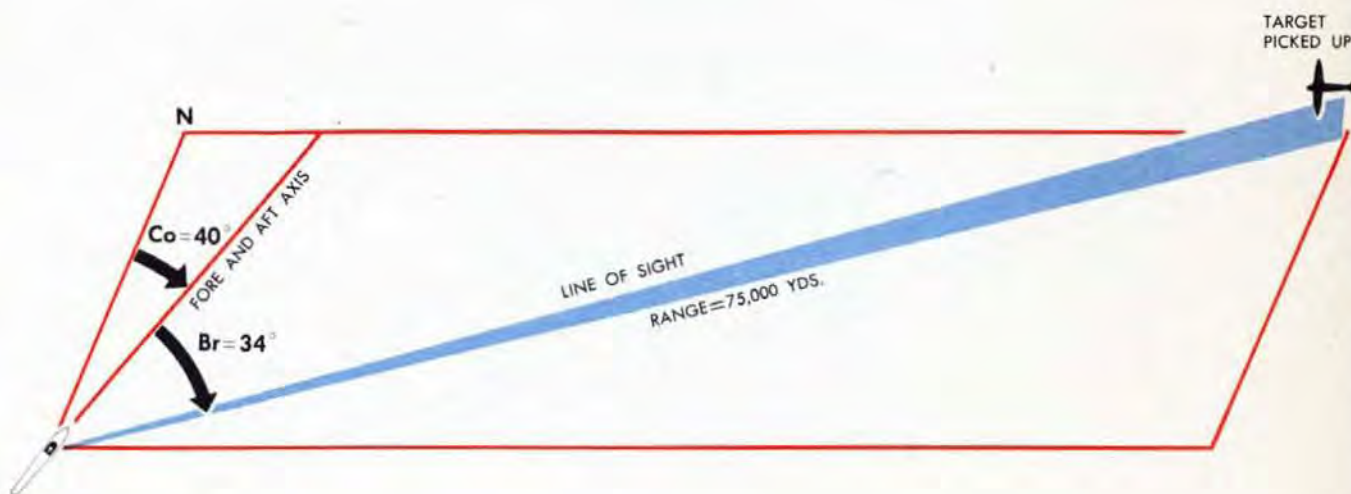 TARGET
PICKED UP
N
Co=40°
FORE AND AFT AXIS
Br=34°
LINE OF SIGHT
RANGE=75,000 YDS.